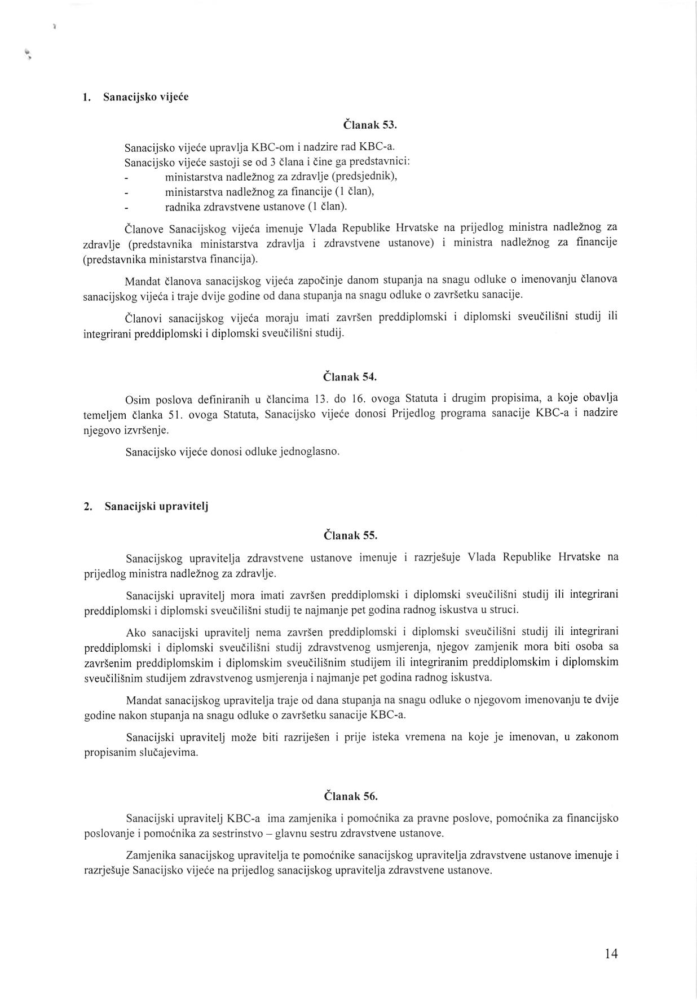 1. Sanacijsko vijeće
Članak 53.
Sanacijsko vijeće upravlja KBC-om i nadzire rad KBC-a.
Sanacijsko vijeće sastoji se od 3 člana i čine ga predstavnici:
- ministarstva nadležnog za zdravlje (predsjednik),
- ministarstva nadležnog za financije (1 član),
- radnika zdravstvene ustanove (1 član).
Članove Sanacijskog vijeća imenuje Vlada Republike Hrvatske na prijedlog ministra nadležnog za
zdravlje (predstavnika ministarstva zdravlja i zdravstvene ustanove) i ministra nadležnog za financije
(predstavnika ministarstva financija).
Mandat članova sanacijskog vijeća započinje danom stupanja na snagu odluke o imenovanju članova
sanacijskog vijeća i traje dvije godine od dana stupanja na snagu odluke o završetku sanacije.
Članovi sanacijskog vijeća moraju imati završen preddiplomski i diplomski sveučilišni studij ili
integrirani preddiplomski i diplomski sveučilišni studij.
Članak 54.
Osim poslova definiranih u člancima 13. do 16. ovoga Statuta i drugim propisima, a koje obavlja
temeljem članka 51. ovoga Statuta, Sanacijsko vijeće donosi Prijedlog programa sanacije KBC-a i nadzire
njegovo izvršenje.
Sanacijsko vijeće donosi odluke jednoglasno.
2. Sanacijski upravitelj
Članak 55.
Sanacijskog upravitelja zdravstvene ustanove imenuje i razrješuje Vlada Republike Hrvatske na
prijedlog ministra nadležnog za zdravlje.
Sanacijski upravitelj mora imati završen preddiplomski i diplomski sveučilišni studij ili integrirani
preddiplomski i diplomski sveučilišni studij te najmanje pet godina radnog iskustva u struci.
Ako sanacijski upravitelj nema završen preddiplomski i diplomski sveučilišni studij ili integrirani
preddiplomski i diplomski sveučilišni studij zdravstvenog usmjerenja, njegov zamjenik mora biti osoba sa
završenim preddiplomskim i diplomskim sveučilišnim studijem ili integriranim preddiplomskim i diplomskim
sveučilišnim studijem zdravstvenog usmjerenja i najmanje pet godina radnog iskustva.
Mandat sanacijskog upravitelja traje od dana stupanja na snagu odluke o njegovom imenovanju te dvije
godine nakon stupanja na snagu odluke o završetku sanacije KBC-a.
Sanacijski upravitelj može biti razriješen i prije isteka vremena na koje je imenovan, u zakonom
propisanim slučajevima.
Članak 56.
Sanacijski upravitelj KBC-a ima zamjenika i pomoćnika za pravne poslove, pomoćnika za financijsko
poslovanje i pomoćnika za sestrinstvo – glavnu sestru zdravstvene ustanove.
Zamjenika sanacijskog upravitelja te pomoćnike sanacijskog upravitelja zdravstvene ustanove imenuje i
razrješuje Sanacijsko vijeće na prijedlog sanacijskog upravitelja zdravstvene ustanove.
14